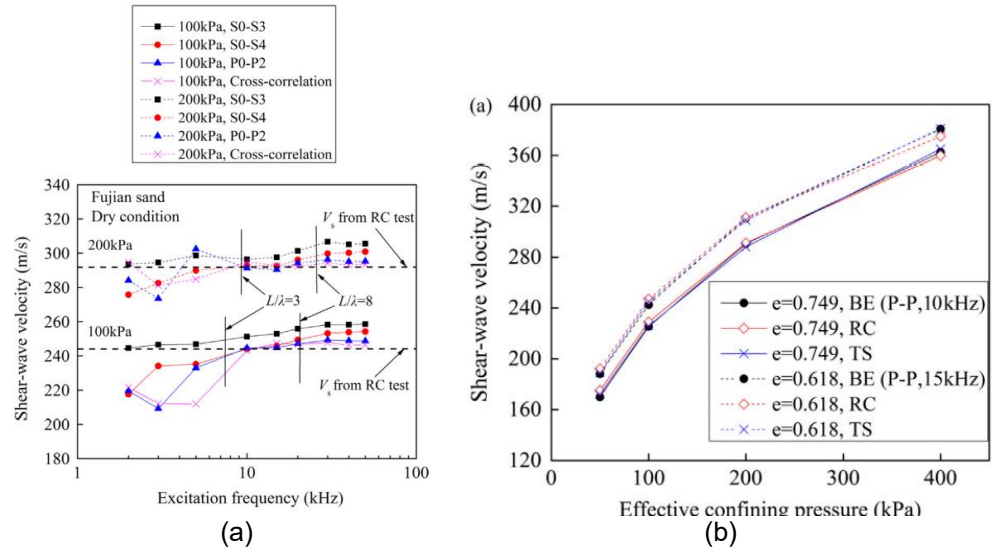 100kPa, S0-S3
100kPa, S0-S4
100kPa, P0-P2
100kPa, Cross-correlation
200kPa, S0-S3
200kPa, S0-S4
200kPa, P0-P2
200kPa, Cross-correlation
340
320
300
280
260
240
220
200
180
Shear-wave velocity (m/s)
Fujian sand
Dry condition
200kPa
100kPa
Vs from RC test
L/λ=3
L/λ=8
Vs from RC test
1
10
100
Excitation frequency (kHz)
(a)
(a)
400
360
320
280
240
200
160
120
Shear-wave velocity (m/s)
e=0.749, BE (P-P,10kHz)
e=0.749, RC
e=0.749, TS
e=0.618, BE (P-P,15kHz)
e=0.618, RC
e=0.618, TS
0
100
200
300
400
Effective confining pressure (kPa)
(b)